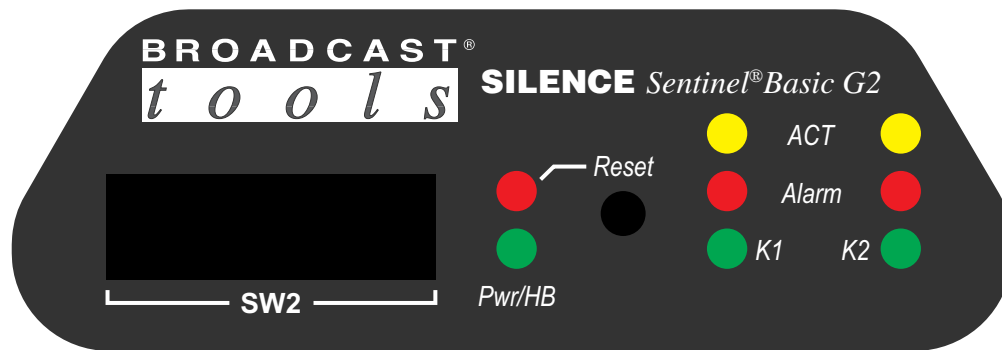 BROADCAST®
tools
SILENCE Sentinel®Basic G2
ACT
Reset
Alarm
K1 K2
Pwr/HB
SW2